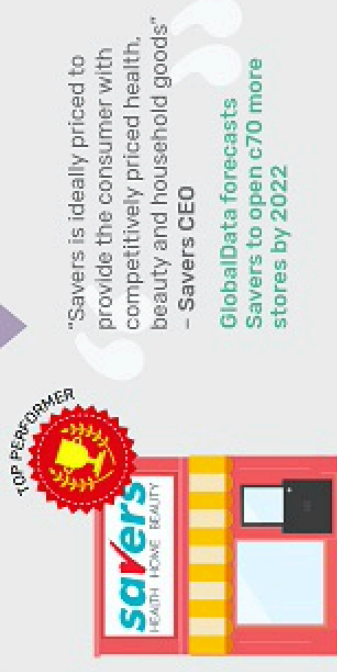 TOP PERFORMER
savers
HEALTH HOME BEAUTY
“Savers is ideally priced to
provide the consumer with
competitively priced health,
beauty and household goods”
– Savers CEO
GlobalData forecasts
Savers to open c70 more
stores by 2022